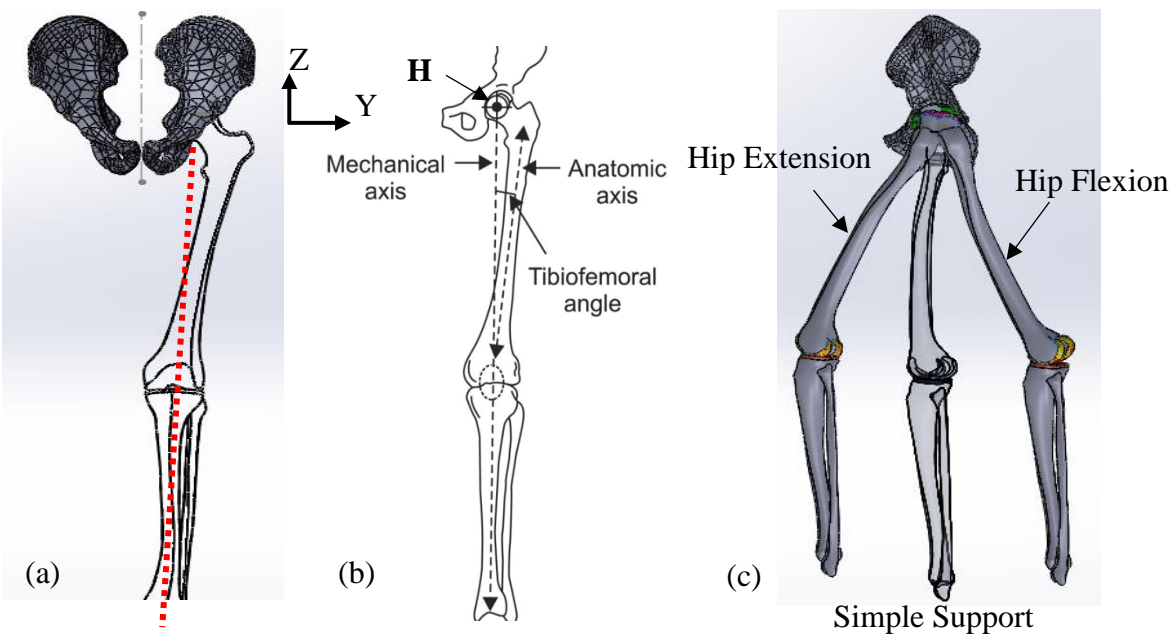 Z
Y
(a)
H
Mechanical
axis
Anatomic
axis
Tibiofemoral
angle
(b)
Hip Extension
Hip Flexion
(c)
Simple Support